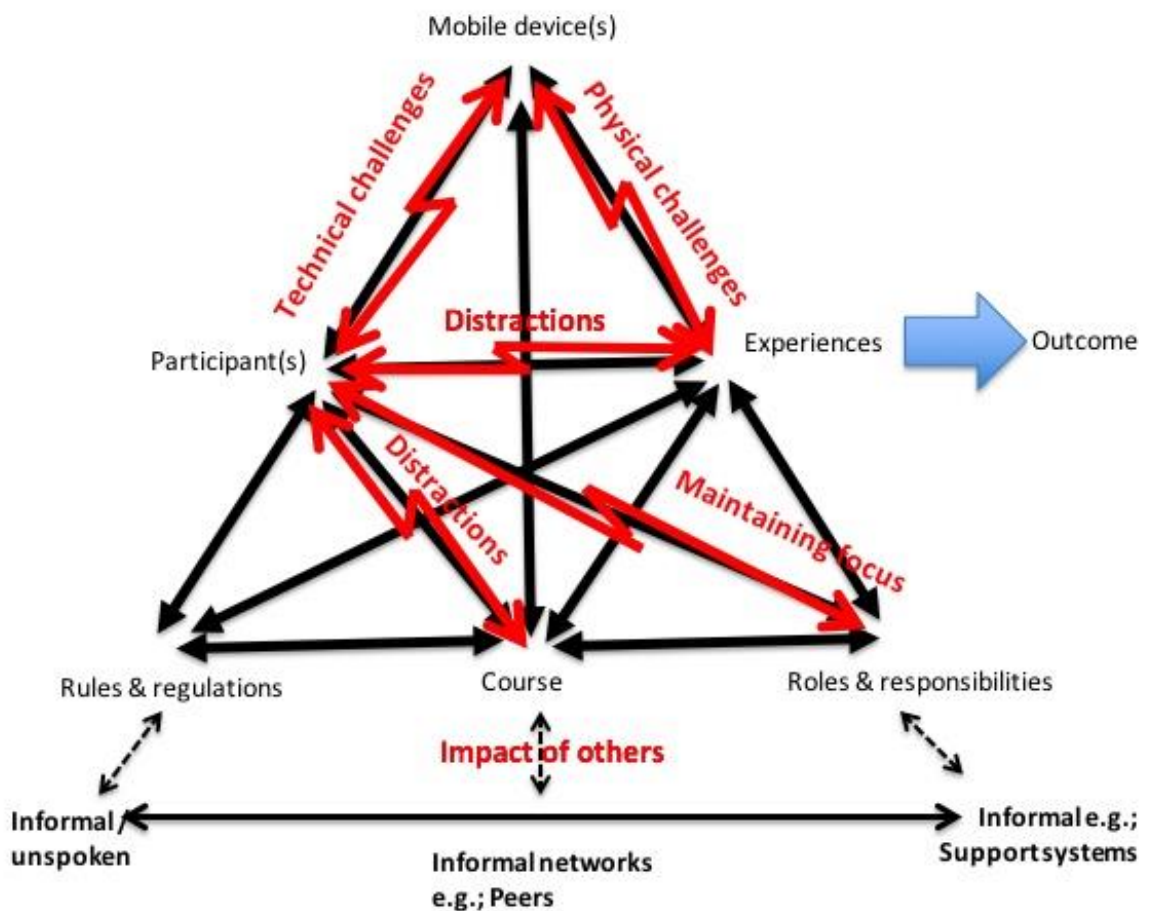 Mobile device(s)
Technical challenges
Physical challenges
Distractions
Participant(s)
Experiences
Outcome
Distractions
Maintaining focus
Rules & regulations
Course
Roles & responsibilities
Impact of others
Informal /
unspoken
Informal networks
e.g.; Peers
Informal e.g.;
Support systems